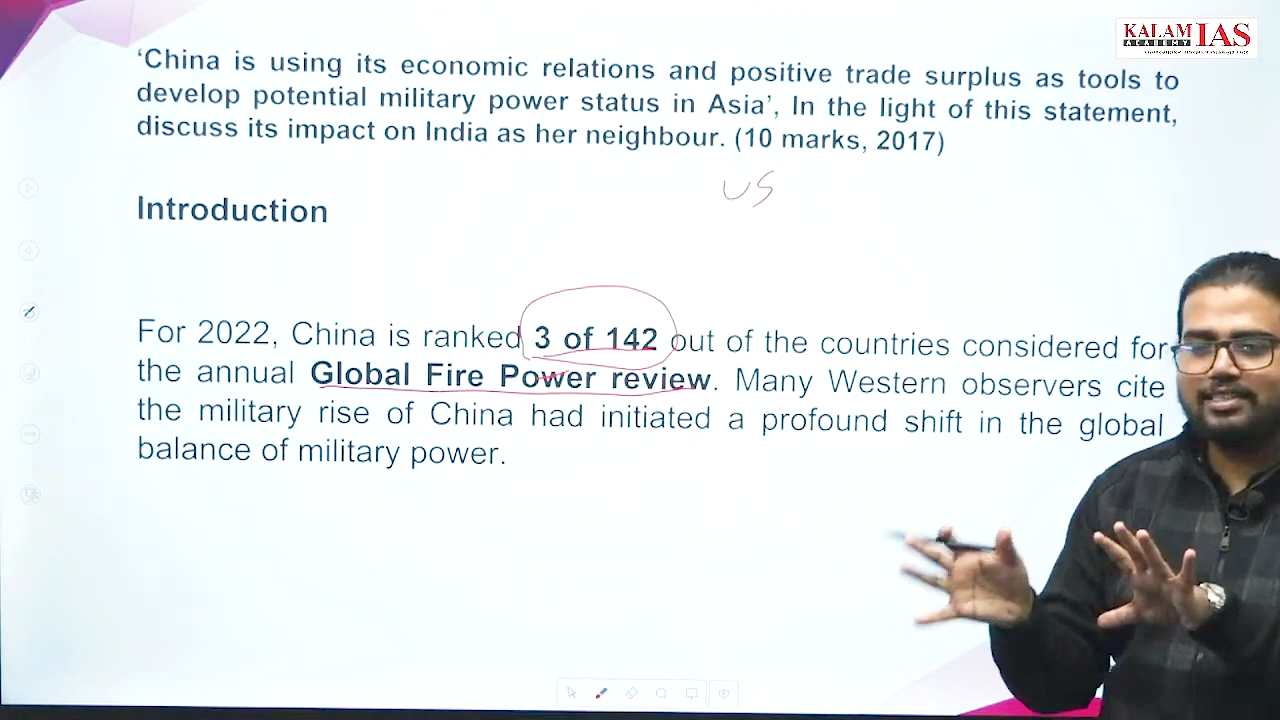 KALAM IAS
ACADEMY
‘China is using its economic relations and positive trade surplus as tools to
develop potential military power status in Asia’, In the light of this statement,
discuss its impact on India as her neighbour. (10 marks, 2017)
US
Introduction
For 2022, China is ranked 3 of 142 out of the countries considered for
the annual Global Fire Power review. Many Western observers cite
the military rise of China had initiated a profound shift in the global
balance of military power.